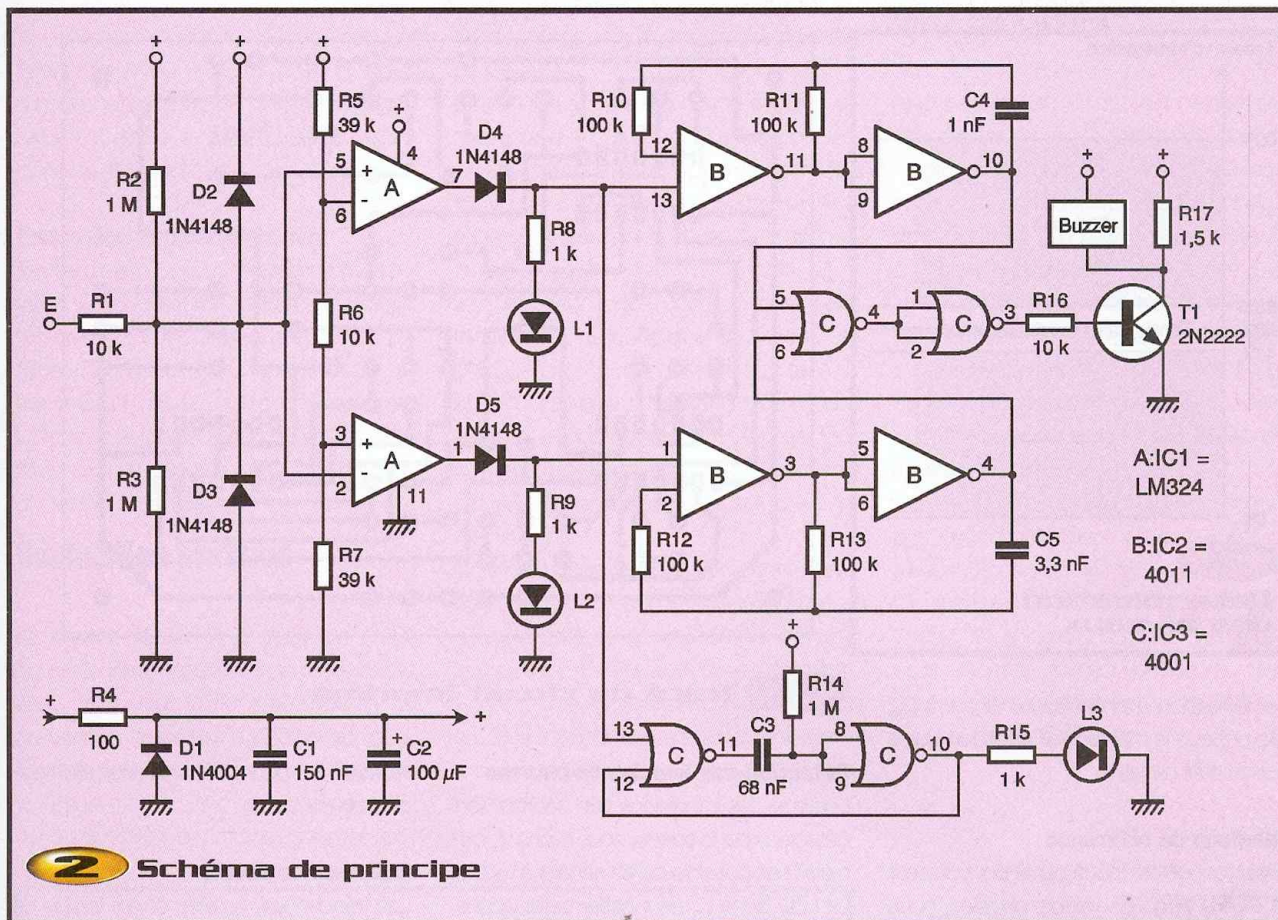 +
+
+
R5
39 k
+
4
R2
1 M
D2
1N4148
5
+
A
7
6
-
D4
1N4148
R8
1 k
L1
E
R1
10 k
R6
10 k
R3
1 M
D3
1N4148
3
+
A
1
2
-
11
D5
1N4148
R9
1 k
L2
R7
39 k
R10
100 k
R11
100 k
C4
1 nF
12
13
B
11
8
9
B
10
+
+
Buzzer
R17
1,5 k
5
6
C
4
1
2
C
3
R16
10 k
T1
2N2222
1
2
B
3
5
6
B
4
R12
100 k
R13
100 k
C5
3,3 nF
A:IC1 =
LM324
B:IC2 =
4011
C:IC3 =
4001
+
R14
1 M
13
12
C
11
C3
68 nF
8
9
C
10
R15
1 k
L3
+
R4
100
+
D1
1N4004
C1
150 nF
+
C2
100 µF
2 Schéma de principe